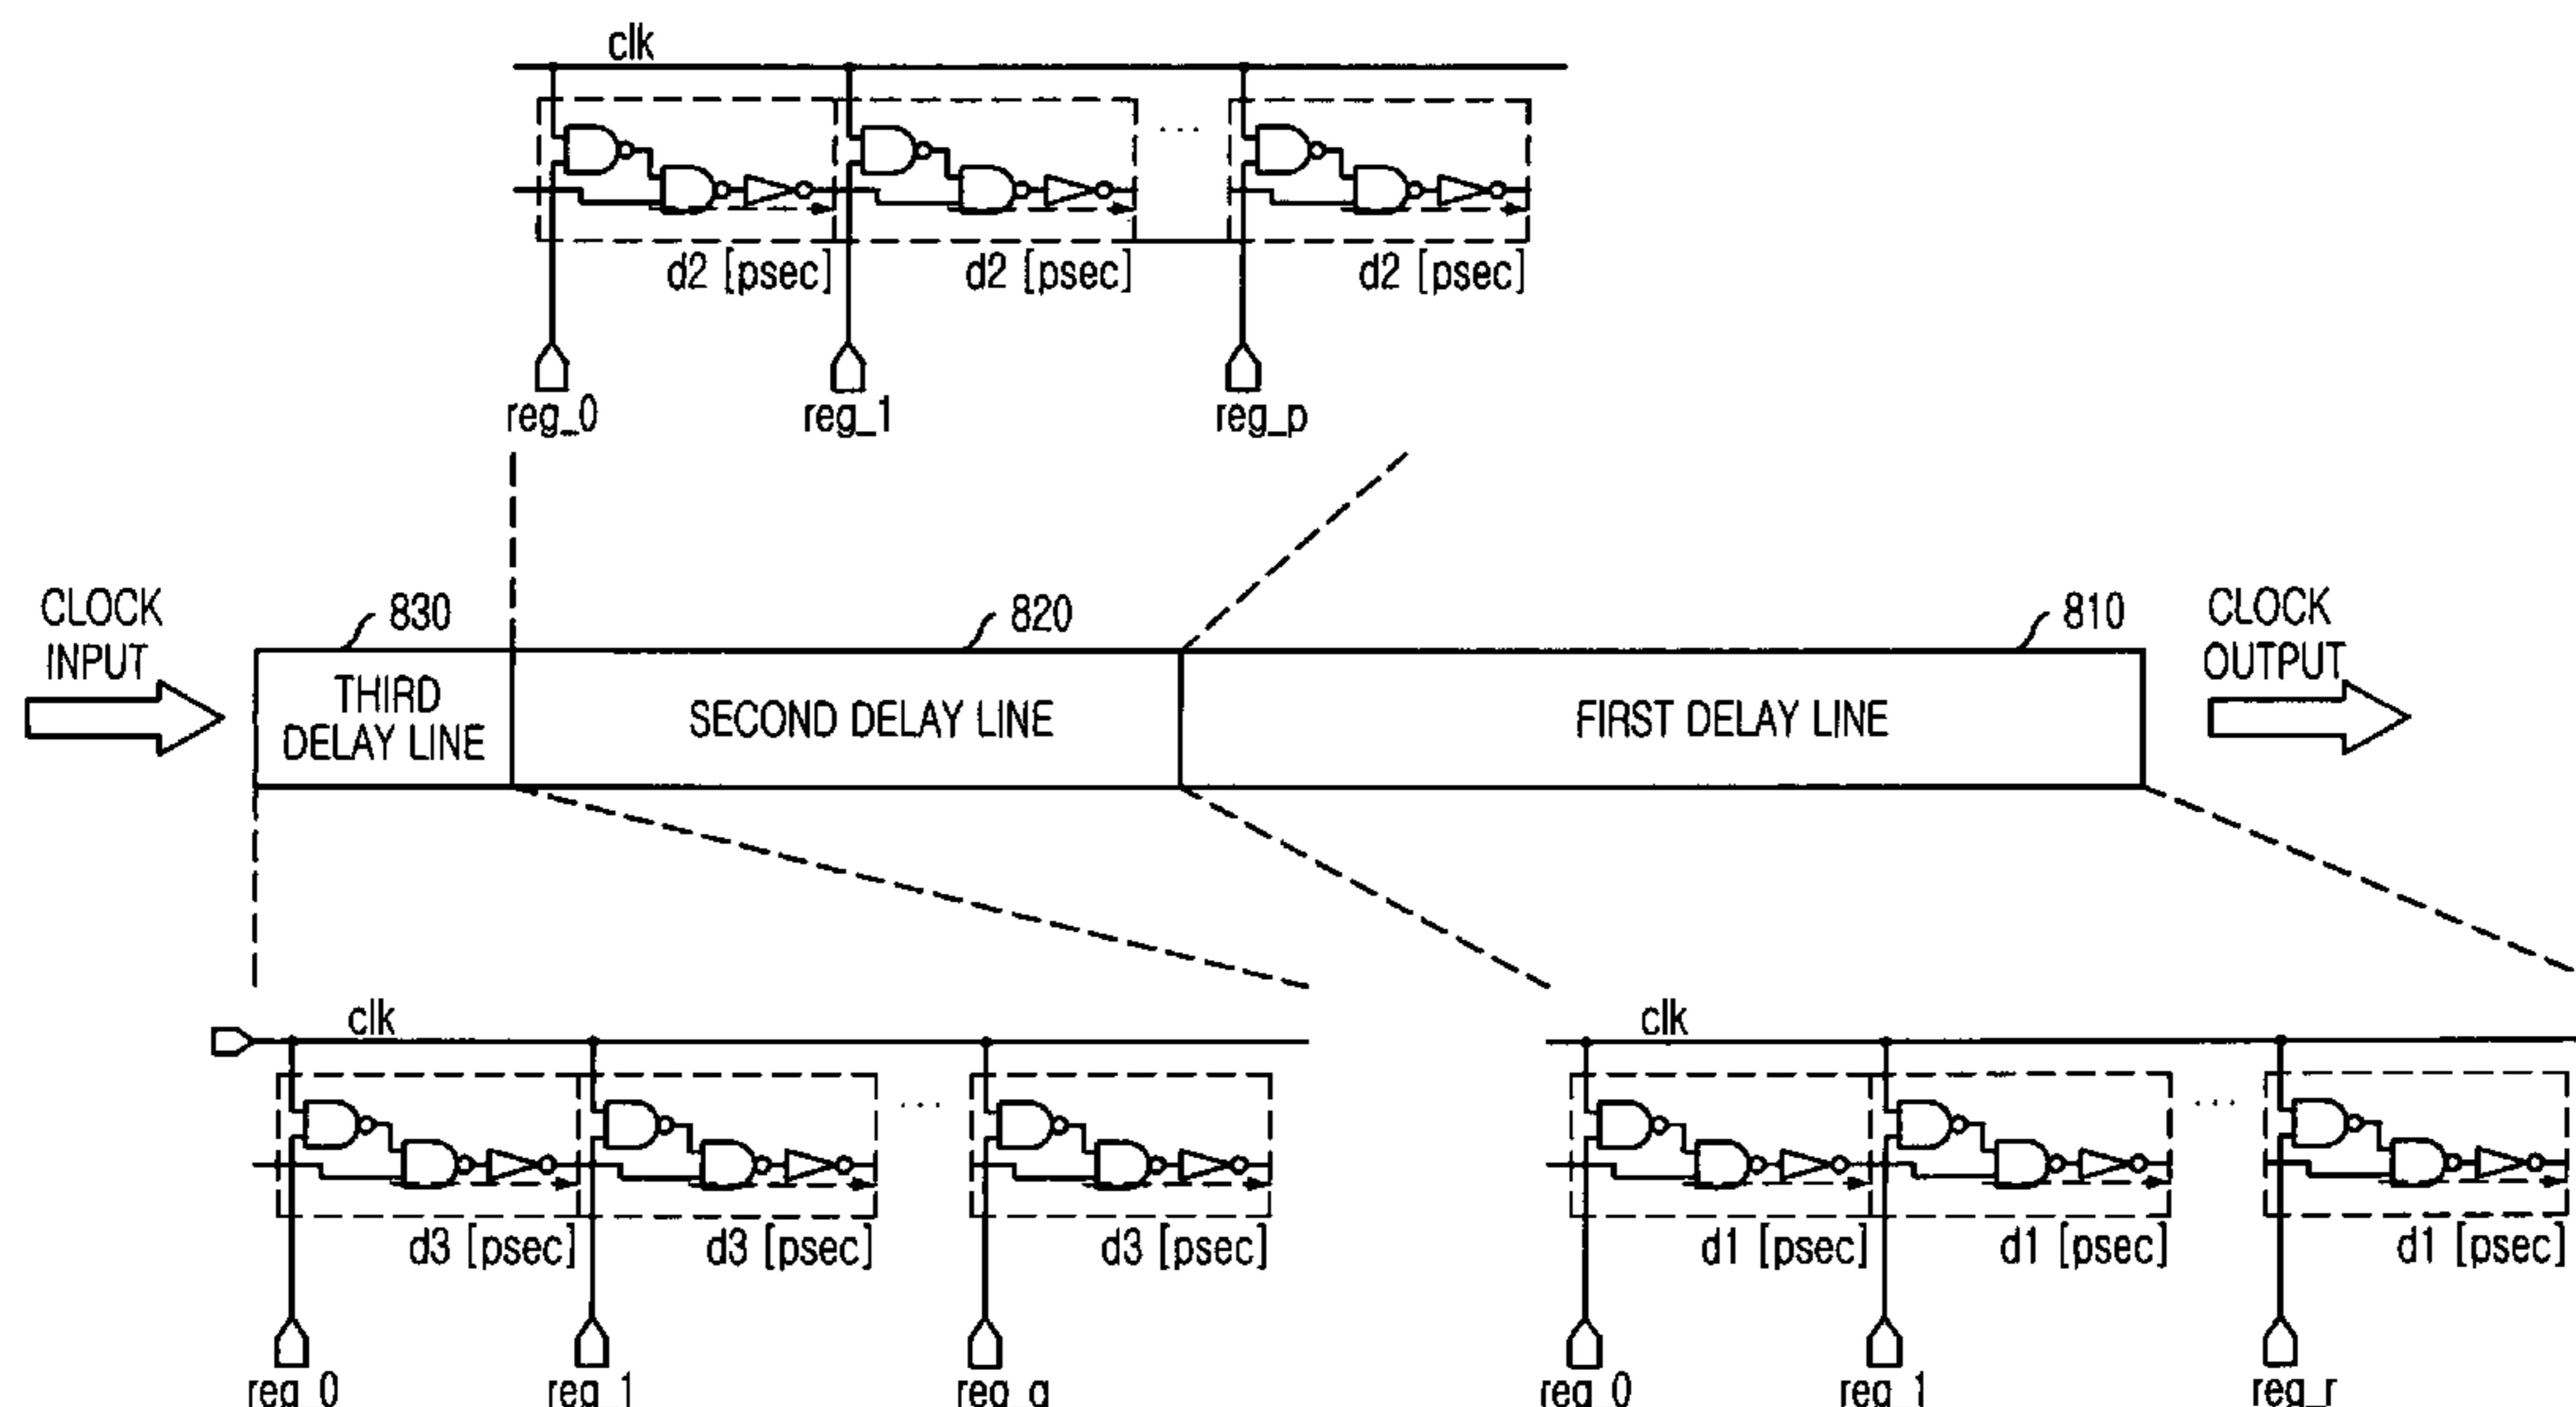 clk
d2 [psec]
d2 [psec]
...
d2 [psec]
reg_0
reg_1
reg_p
CLOCK
INPUT
830
THIRD
DELAY LINE
820
SECOND DELAY LINE
810
FIRST DELAY LINE
CLOCK
OUTPUT
clk
d3 [psec]
d3 [psec]
...
d3 [psec]
reg_0
reg_1
clk
d1 [psec]
d1 [psec]
...
d1 [psec]
reg_0
reg_1
reg_r